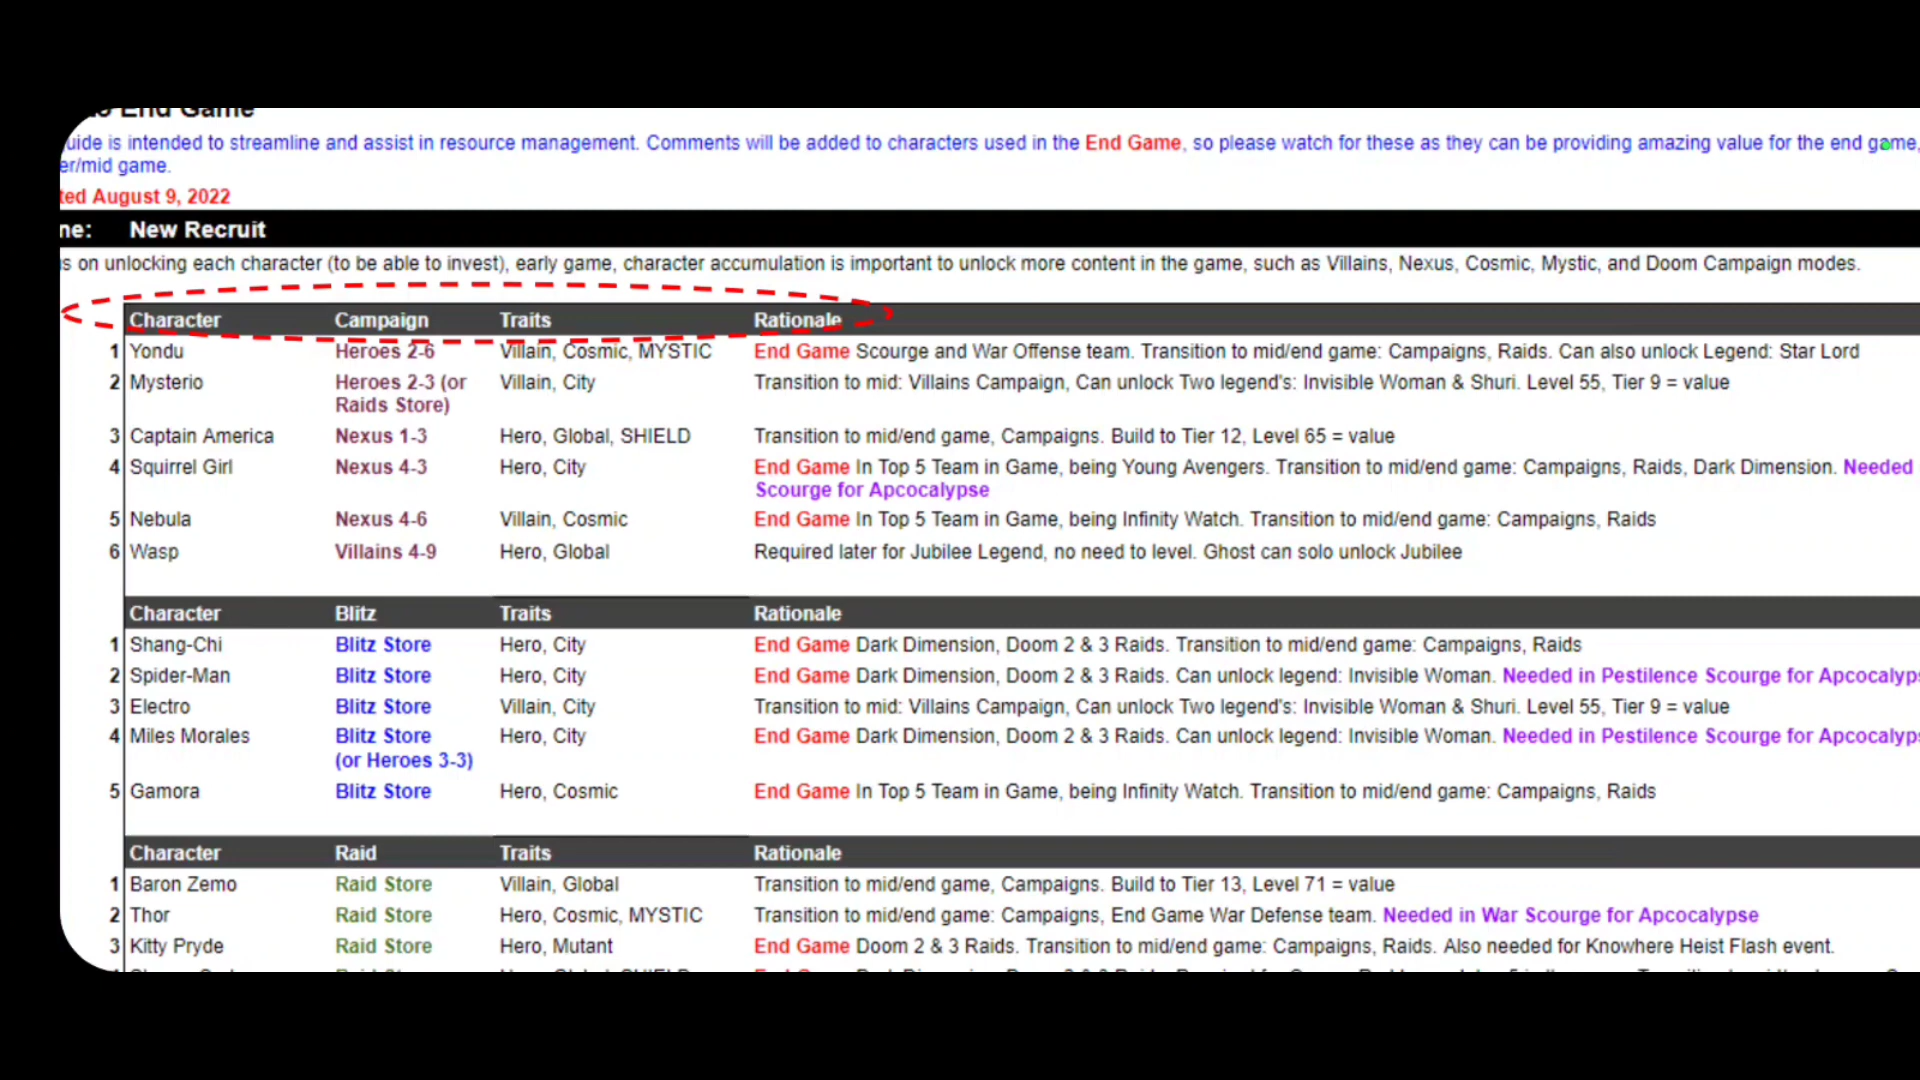 End Game
uide is intended to streamline and assist in resource management. Comments will be added to characters used in the End Game, so please watch for these as they can be providing amazing value for the end game,
er/mid game.
ted August 9, 2022
ne: New Recruit
s on unlocking each character (to be able to invest), early game, character accumulation is important to unlock more content in the game, such as Villains, Nexus, Cosmic, Mystic, and Doom Campaign modes.
Character Campaign Traits Rationale
1 Yondu Heroes 2-6 Villain, Cosmic, MYSTIC End Game Scourge and War Offense team. Transition to mid/end game: Campaigns, Raids. Can also unlock Legend: Star Lord
2 Mysterio Heroes 2-3 (or Villain, City Transition to mid: Villains Campaign, Can unlock Two legend's: Invisible Woman & Shuri. Level 55, Tier 9 = value
Raids Store)
3 Captain America Nexus 1-3 Hero, Global, SHIELD Transition to mid/end game, Campaigns. Build to Tier 12, Level 65 = value
4 Squirrel Girl Nexus 4-3 Hero, City End Game In Top 5 Team in Game, being Young Avengers. Transition to mid/end game: Campaigns, Raids, Dark Dimension. Needed
Scourge for Apcocalypse
5 Nebula Nexus 4-6 Villain, Cosmic End Game In Top 5 Team in Game, being Infinity Watch. Transition to mid/end game: Campaigns, Raids
6 Wasp Villains 4-9 Hero, Global Required later for Jubilee Legend, no need to level. Ghost can solo unlock Jubilee
Character Blitz Traits Rationale
1 Shang-Chi Blitz Store Hero, City End Game Dark Dimension, Doom 2 & 3 Raids. Transition to mid/end game: Campaigns, Raids
2 Spider-Man Blitz Store Hero, City End Game Dark Dimension, Doom 2 & 3 Raids. Can unlock legend: Invisible Woman. Needed in Pestilence Scourge for Apcocalyps
3 Electro Blitz Store Villain, City Transition to mid: Villains Campaign, Can unlock Two legend's: Invisible Woman & Shuri. Level 55, Tier 9 = value
4 Miles Morales Blitz Store Hero, City End Game Dark Dimension, Doom 2 & 3 Raids. Can unlock legend: Invisible Woman. Needed in Pestilence Scourge for Apcocalyps
(or Heroes 3-3)
5 Gamora Blitz Store Hero, Cosmic End Game In Top 5 Team in Game, being Infinity Watch. Transition to mid/end game: Campaigns, Raids
Character Raid Traits Rationale
1 Baron Zemo Raid Store Villain, Global Transition to mid/end game, Campaigns. Build to Tier 13, Level 71 = value
2 Thor Raid Store Hero, Cosmic, MYSTIC Transition to mid/end game: Campaigns, End Game War Defense team. Needed in War Scourge for Apcocalypse
3 Kitty Pryde Raid Store Hero, Mutant End Game Doom 2 & 3 Raids. Transition to mid/end game: Campaigns, Raids. Also needed for Knowhere Heist Flash event.